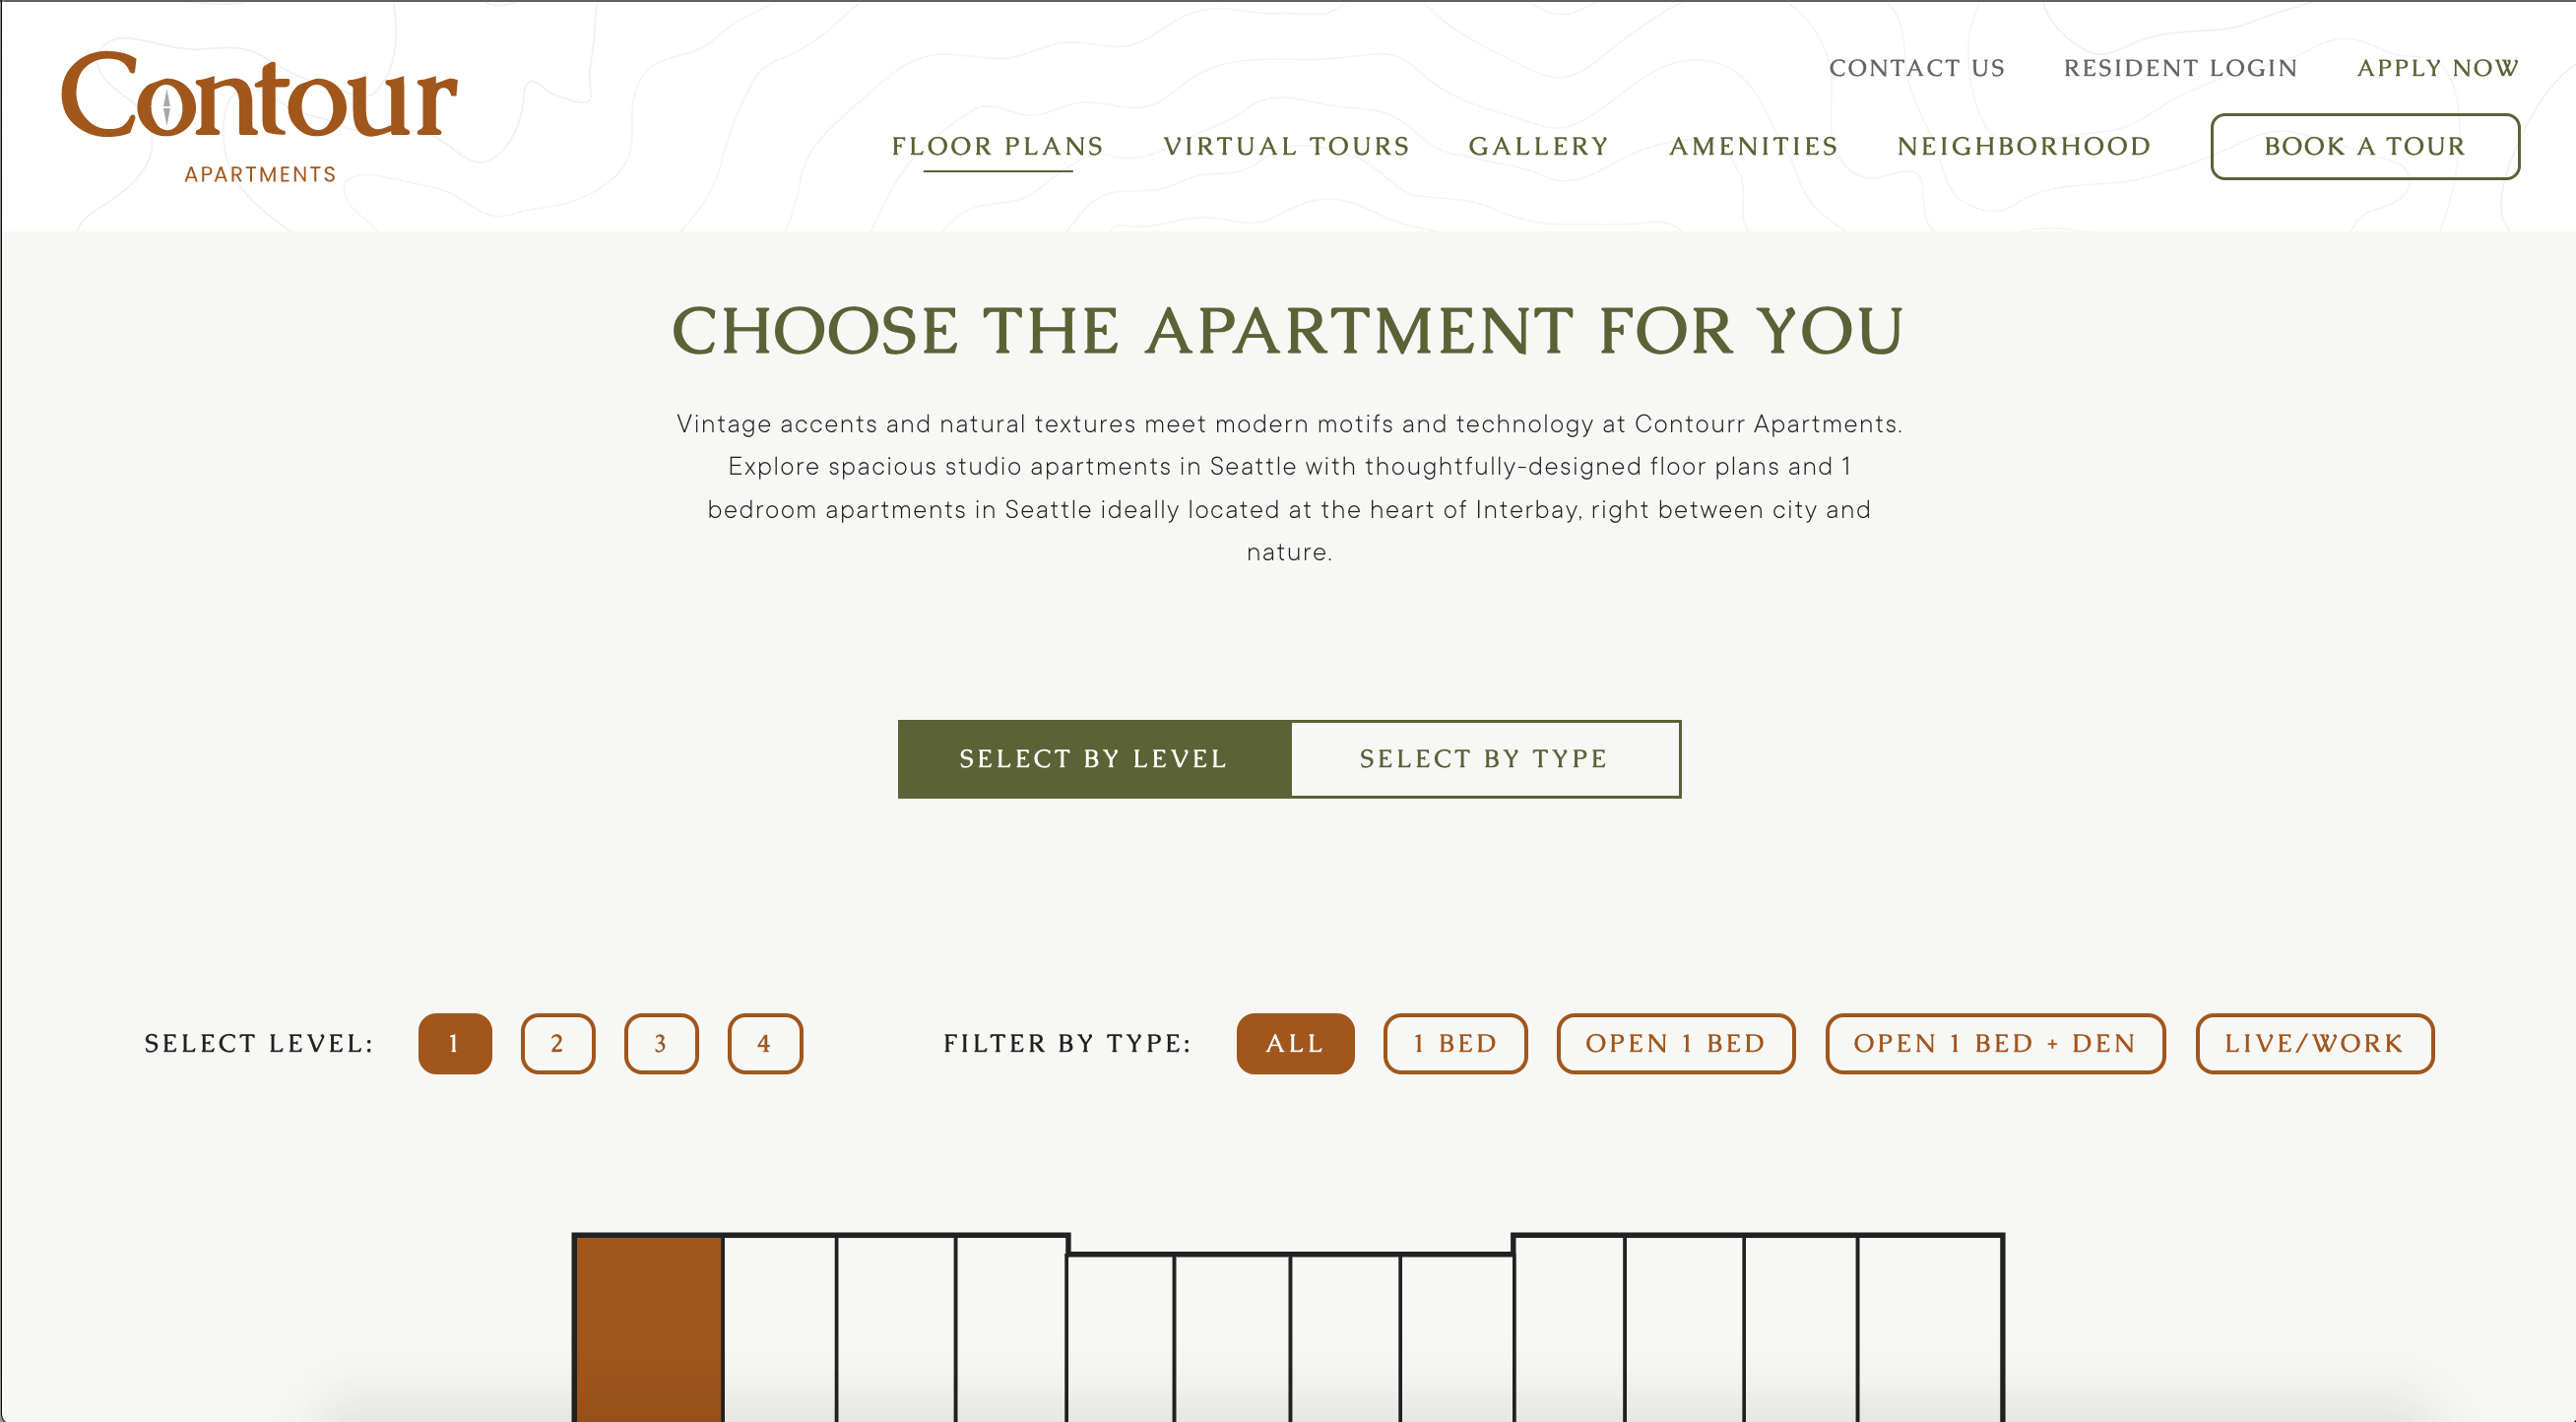 Contour
APARTMENTS
CONTACT US RESIDENT LOGIN APPLY NOW
FLOOR PLANS VIRTUAL TOURS GALLERY AMENITIES NEIGHBORHOOD BOOK A TOUR
CHOOSE THE APARTMENT FOR YOU
Vintage accents and natural textures meet modern motifs and technology at Contourr Apartments.
Explore spacious studio apartments in Seattle with thoughtfully-designed floor plans and 1
bedroom apartments in Seattle ideally located at the heart of Interbay, right between city and
nature.
SELECT BY LEVEL SELECT BY TYPE
SELECT LEVEL: 1 2 3 4 FILTER BY TYPE: ALL 1 BED OPEN 1 BED OPEN 1 BED + DEN LIVE/WORK